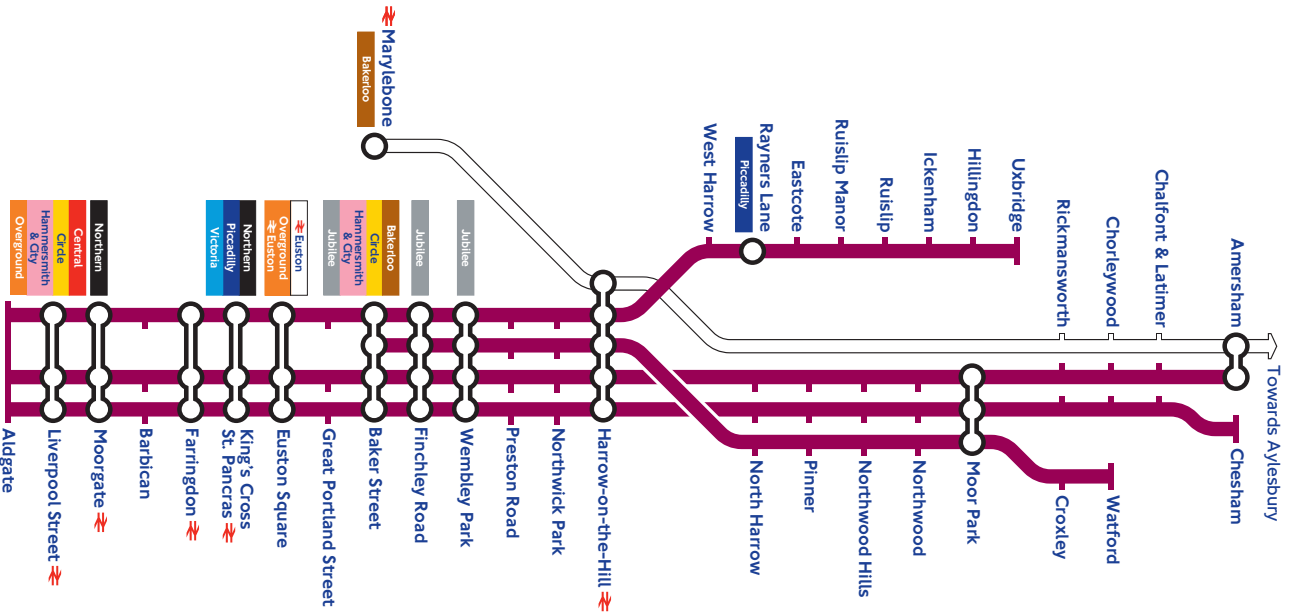 Marylebone
Bakerloo
West Harrow
Rayners Lane
Piccadilly
Eastcote
Ruislip Manor
Ruislip
Ickenham
Hillingdon
Uxbridge
Rickmansworth
Chorleywood
Chalfont & Latimer
Amersham
Towards Aylesbury
Overground
Hammersmith
& City
Circle
Central
Northern
Victoria
Piccadilly
Northern
Overground
Euston
Euston
Jubilee
Hammersmith
& City
Circle
Bakerloo
Jubilee
Jubilee
Aldgate
Liverpool Street
Moorgate
Barbican
Farringdon
King's Cross
St. Pancras
Euston Square
Great Portland Street
Baker Street
Finchley Road
Wembley Park
Preston Road
Northwick Park
Harrow-on-the-Hill
North Harrow
Pinner
Northwood Hills
Northwood
Moor Park
Croxley
Watford
Chesham